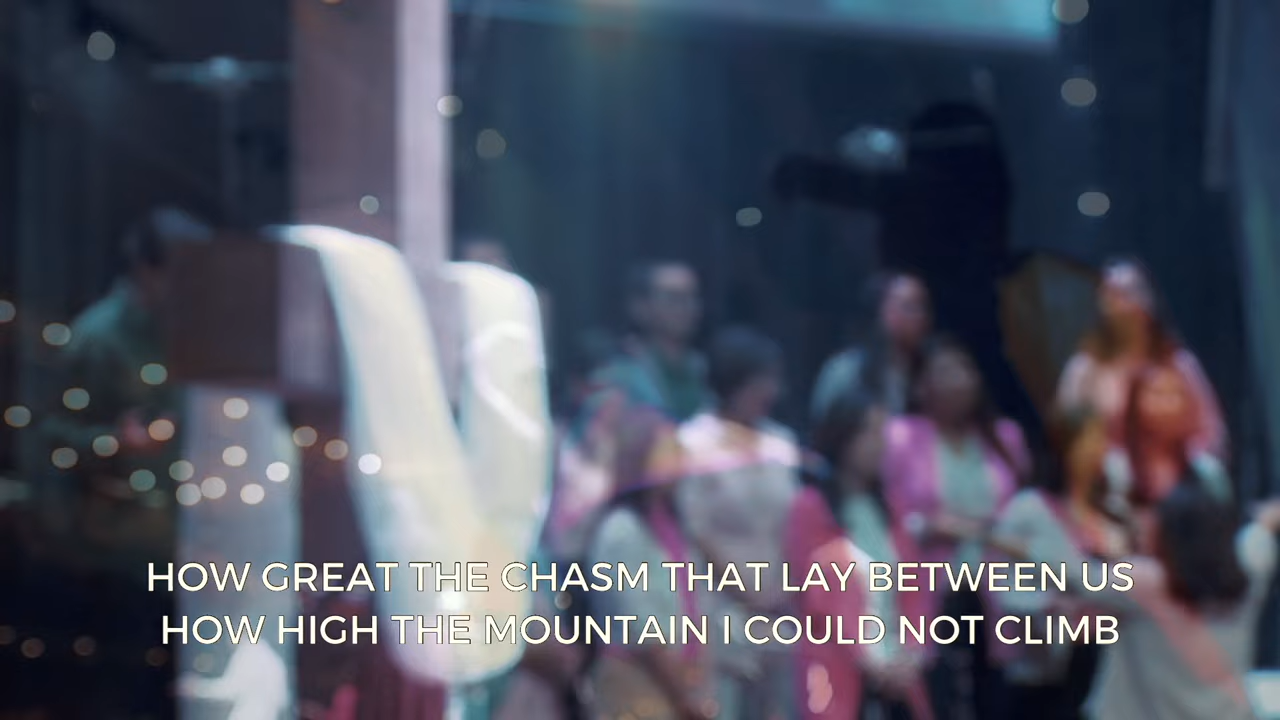 HOW GREAT THE CHASM THAT LAY BETWEEN US
HOW HIGH THE MOUNTAIN I COULD NOT CLIMB